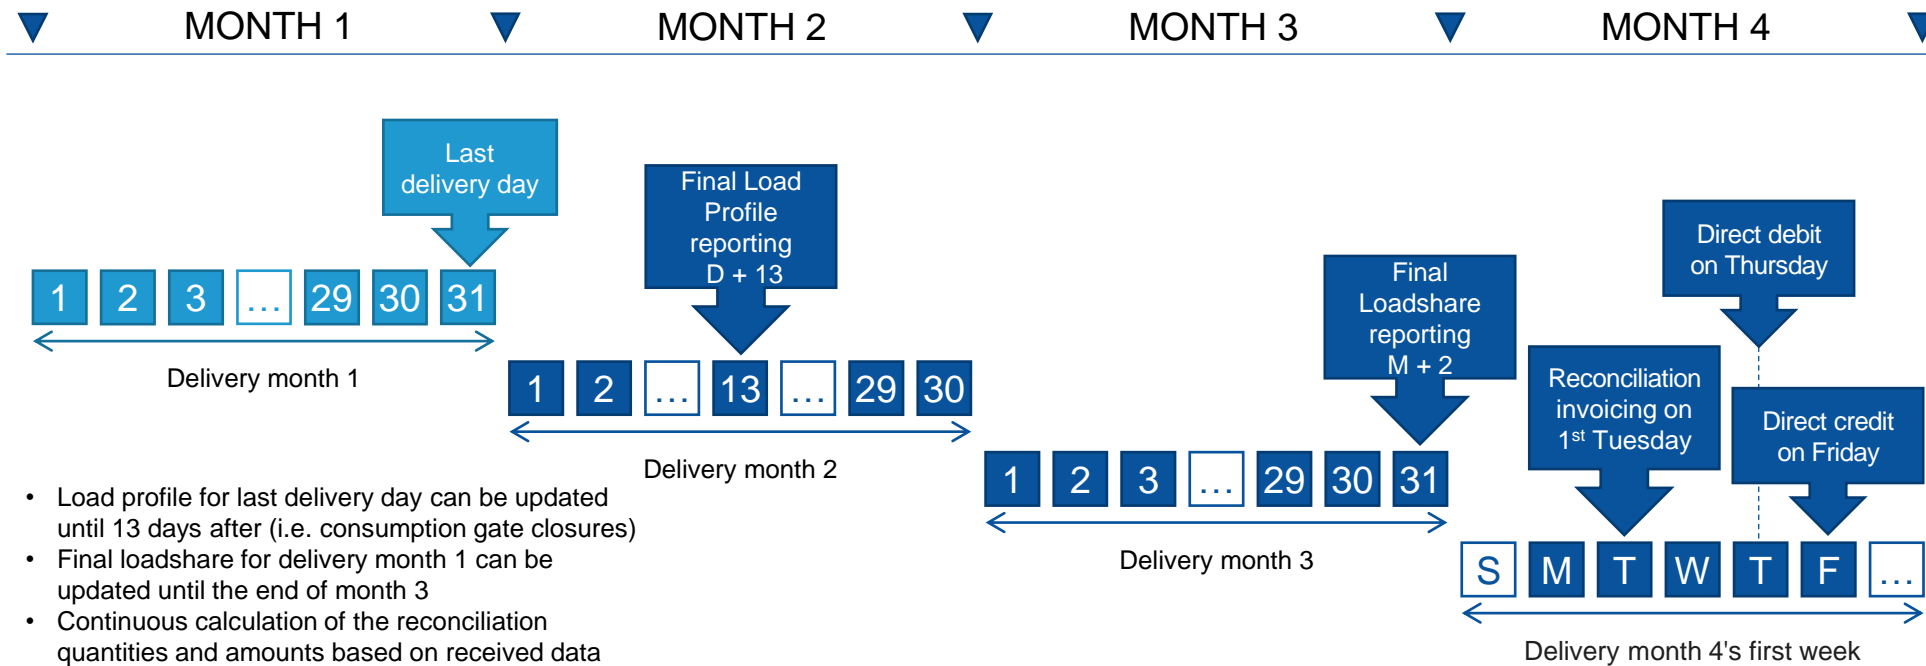 MONTH 1
MONTH 2
MONTH 3
MONTH 4
Last
delivery day
1 2 3 ... 29 30 31
Delivery month 1
Final Load
Profile
reporting
D + 13
1 2 ... 13 ... 29 30
Delivery month 2
Final
Loadshare
reporting
M + 2
1 2 3 ... 29 30 31
Delivery month 3
Direct debit
on Thursday
Reconciliation
invoicing on
1st Tuesday
Direct credit
on Friday
S M T W T F ...
Delivery month 4's first week
• Load profile for last delivery day can be updated
until 13 days after (i.e. consumption gate closures)
• Final loadshare for delivery month 1 can be
updated until the end of month 3
• Continuous calculation of the reconciliation
quantities and amounts based on received data